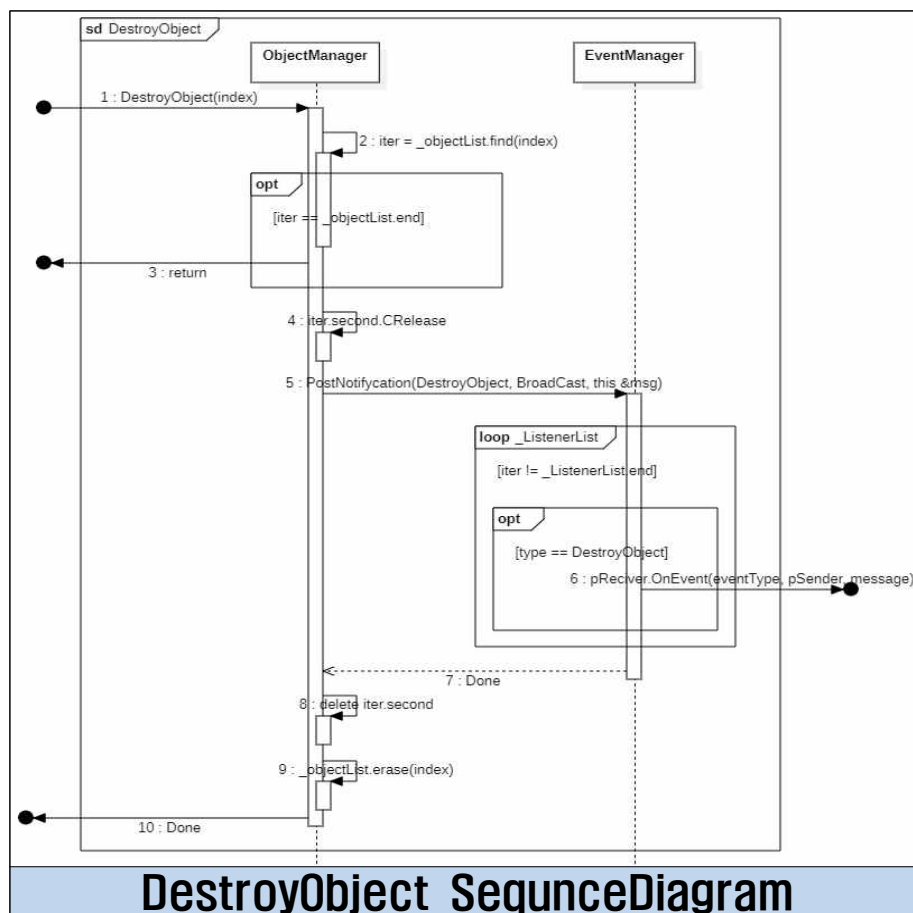 sd DestroyObject
ObjectManager
EventManager
1 : DestroyObject(index)
2 : iter = _objectList.find(index)
opt
[iter == _objectList.end]
3 : return
4 : iter.second.CRelease
5 : PostNotifycation(DestroyObject, BroadCast, this &msg)
loop _ListenerList
[iter != _ListenerList.end]
opt
[type == DestroyObject]
6 : pReciver.OnEvent(eventType, pSender, message)
7 : Done
8 : delete iter.second
9 : _objectList.erase(index)
10 : Done
DestroyObject SequnceDiagram